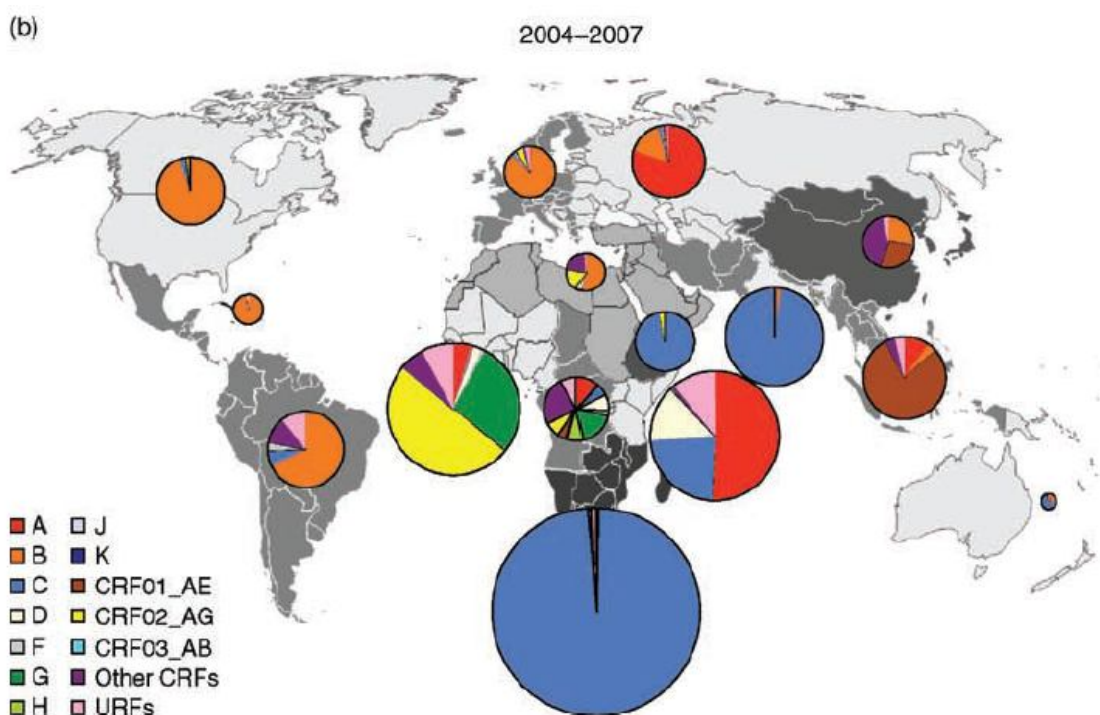 (b)
2004–2007
A
B
C
D
F
G
H
J
K
CRF01_AE
CRF02_AG
CRF03_AB
Other CRFs
URFs